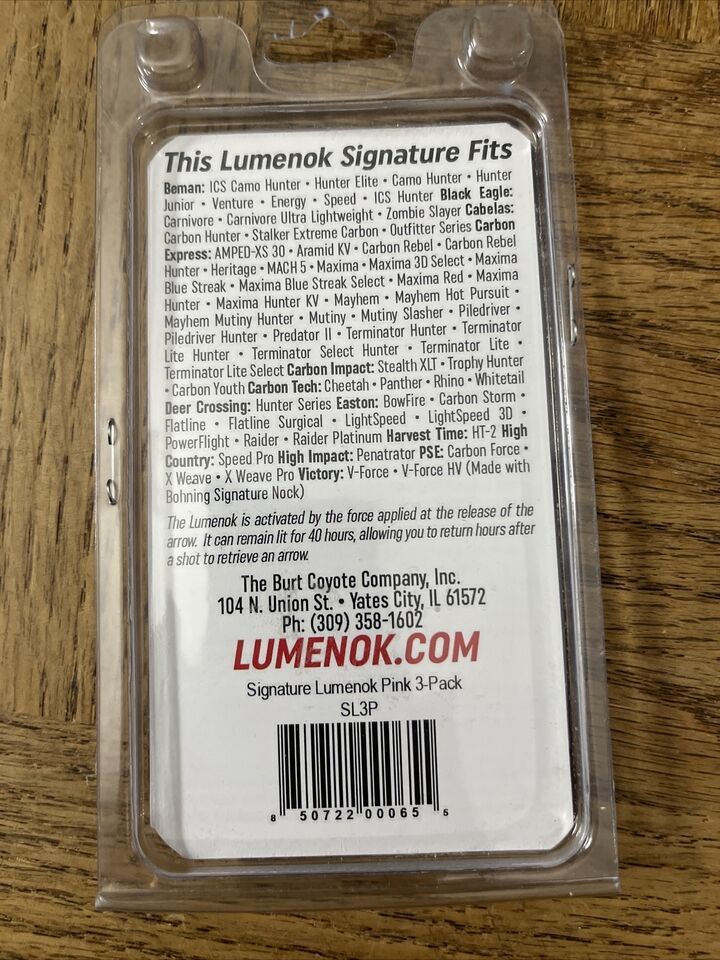 This Lumenok Signature Fits
Beman: ICS Camo Hunter • Hunter Elite • Camo Hunter • Hunter
Junior • Venture • Energy • Speed • ICS Hunter Black Eagle:
Carnivore • Carnivore Ultra Lightweight • Zombie Slayer Cabelas:
Carbon Hunter • Stalker Extreme Carbon • Outfitter Series Carbon
Express: AMPED-XS 30 • Aramid KV • Carbon Rebel • Carbon Rebel
Hunter • Heritage • MACH 5 • Maxima • Maxima 3D Select • Maxima
Blue Streak • Maxima Blue Streak Select • Maxima Red • Maxima
Hunter • Maxima Hunter KV • Mayhem • Mayhem Hot Pursuit •
Mayhem Mutiny Hunter • Mutiny • Mutiny Slasher • Piledriver •
Piledriver Hunter • Predator II • Terminator Hunter • Terminator
Lite Hunter • Terminator Select Hunter • Terminator Lite •
Terminator Lite Select Carbon Impact: Stealth XLT • Trophy Hunter
• Carbon Youth Carbon Tech: Cheetah • Panther • Rhino • Whitetail
Deer Crossing: Hunter Series Easton: BowFire • Carbon Storm •
Flatline • Flatline Surgical • LightSpeed • LightSpeed 3D •
PowerFlight • Raider • Raider Platinum Harvest Time: HT-2 High
Country: Speed Pro High Impact: Penatrator PSE: Carbon Force •
X Weave • X Weave Pro Victory: V-Force • V-Force HV (Made with
Bohning Signature Nock)
The Lumenok is activated by the force applied at the release of the
arrow. It can remain lit for 40 hours, allowing you to return hours after
a shot to retrieve an arrow.
The Burt Coyote Company, Inc.
104 N. Union St. • Yates City, IL 61572
Ph: (309) 358-1602
LUMENOK.COM
Signature Lumenok Pink 3-Pack
SL3P
8 50722 00065 5